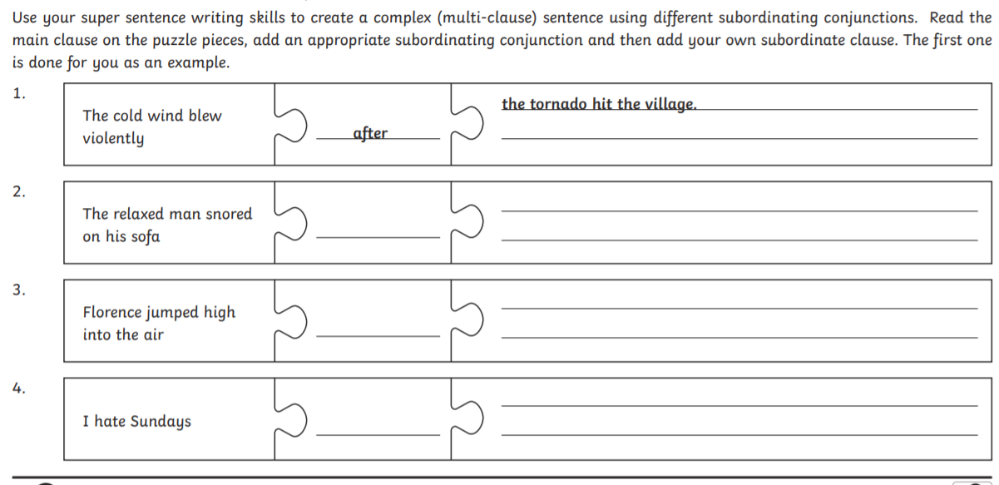 Use your super sentence writing skills to create a complex (multi-clause) sentence using different subordinating conjunctions. Read the
main clause on the puzzle pieces, add an appropriate subordinating conjunction and then add your own subordinate clause. The first one
is done for you as an example.
1.
The cold wind blew
violently
after
the tornado hit the village.
2.
The relaxed man snored
on his sofa
3.
Florence jumped high
into the air
4.
I hate Sundays